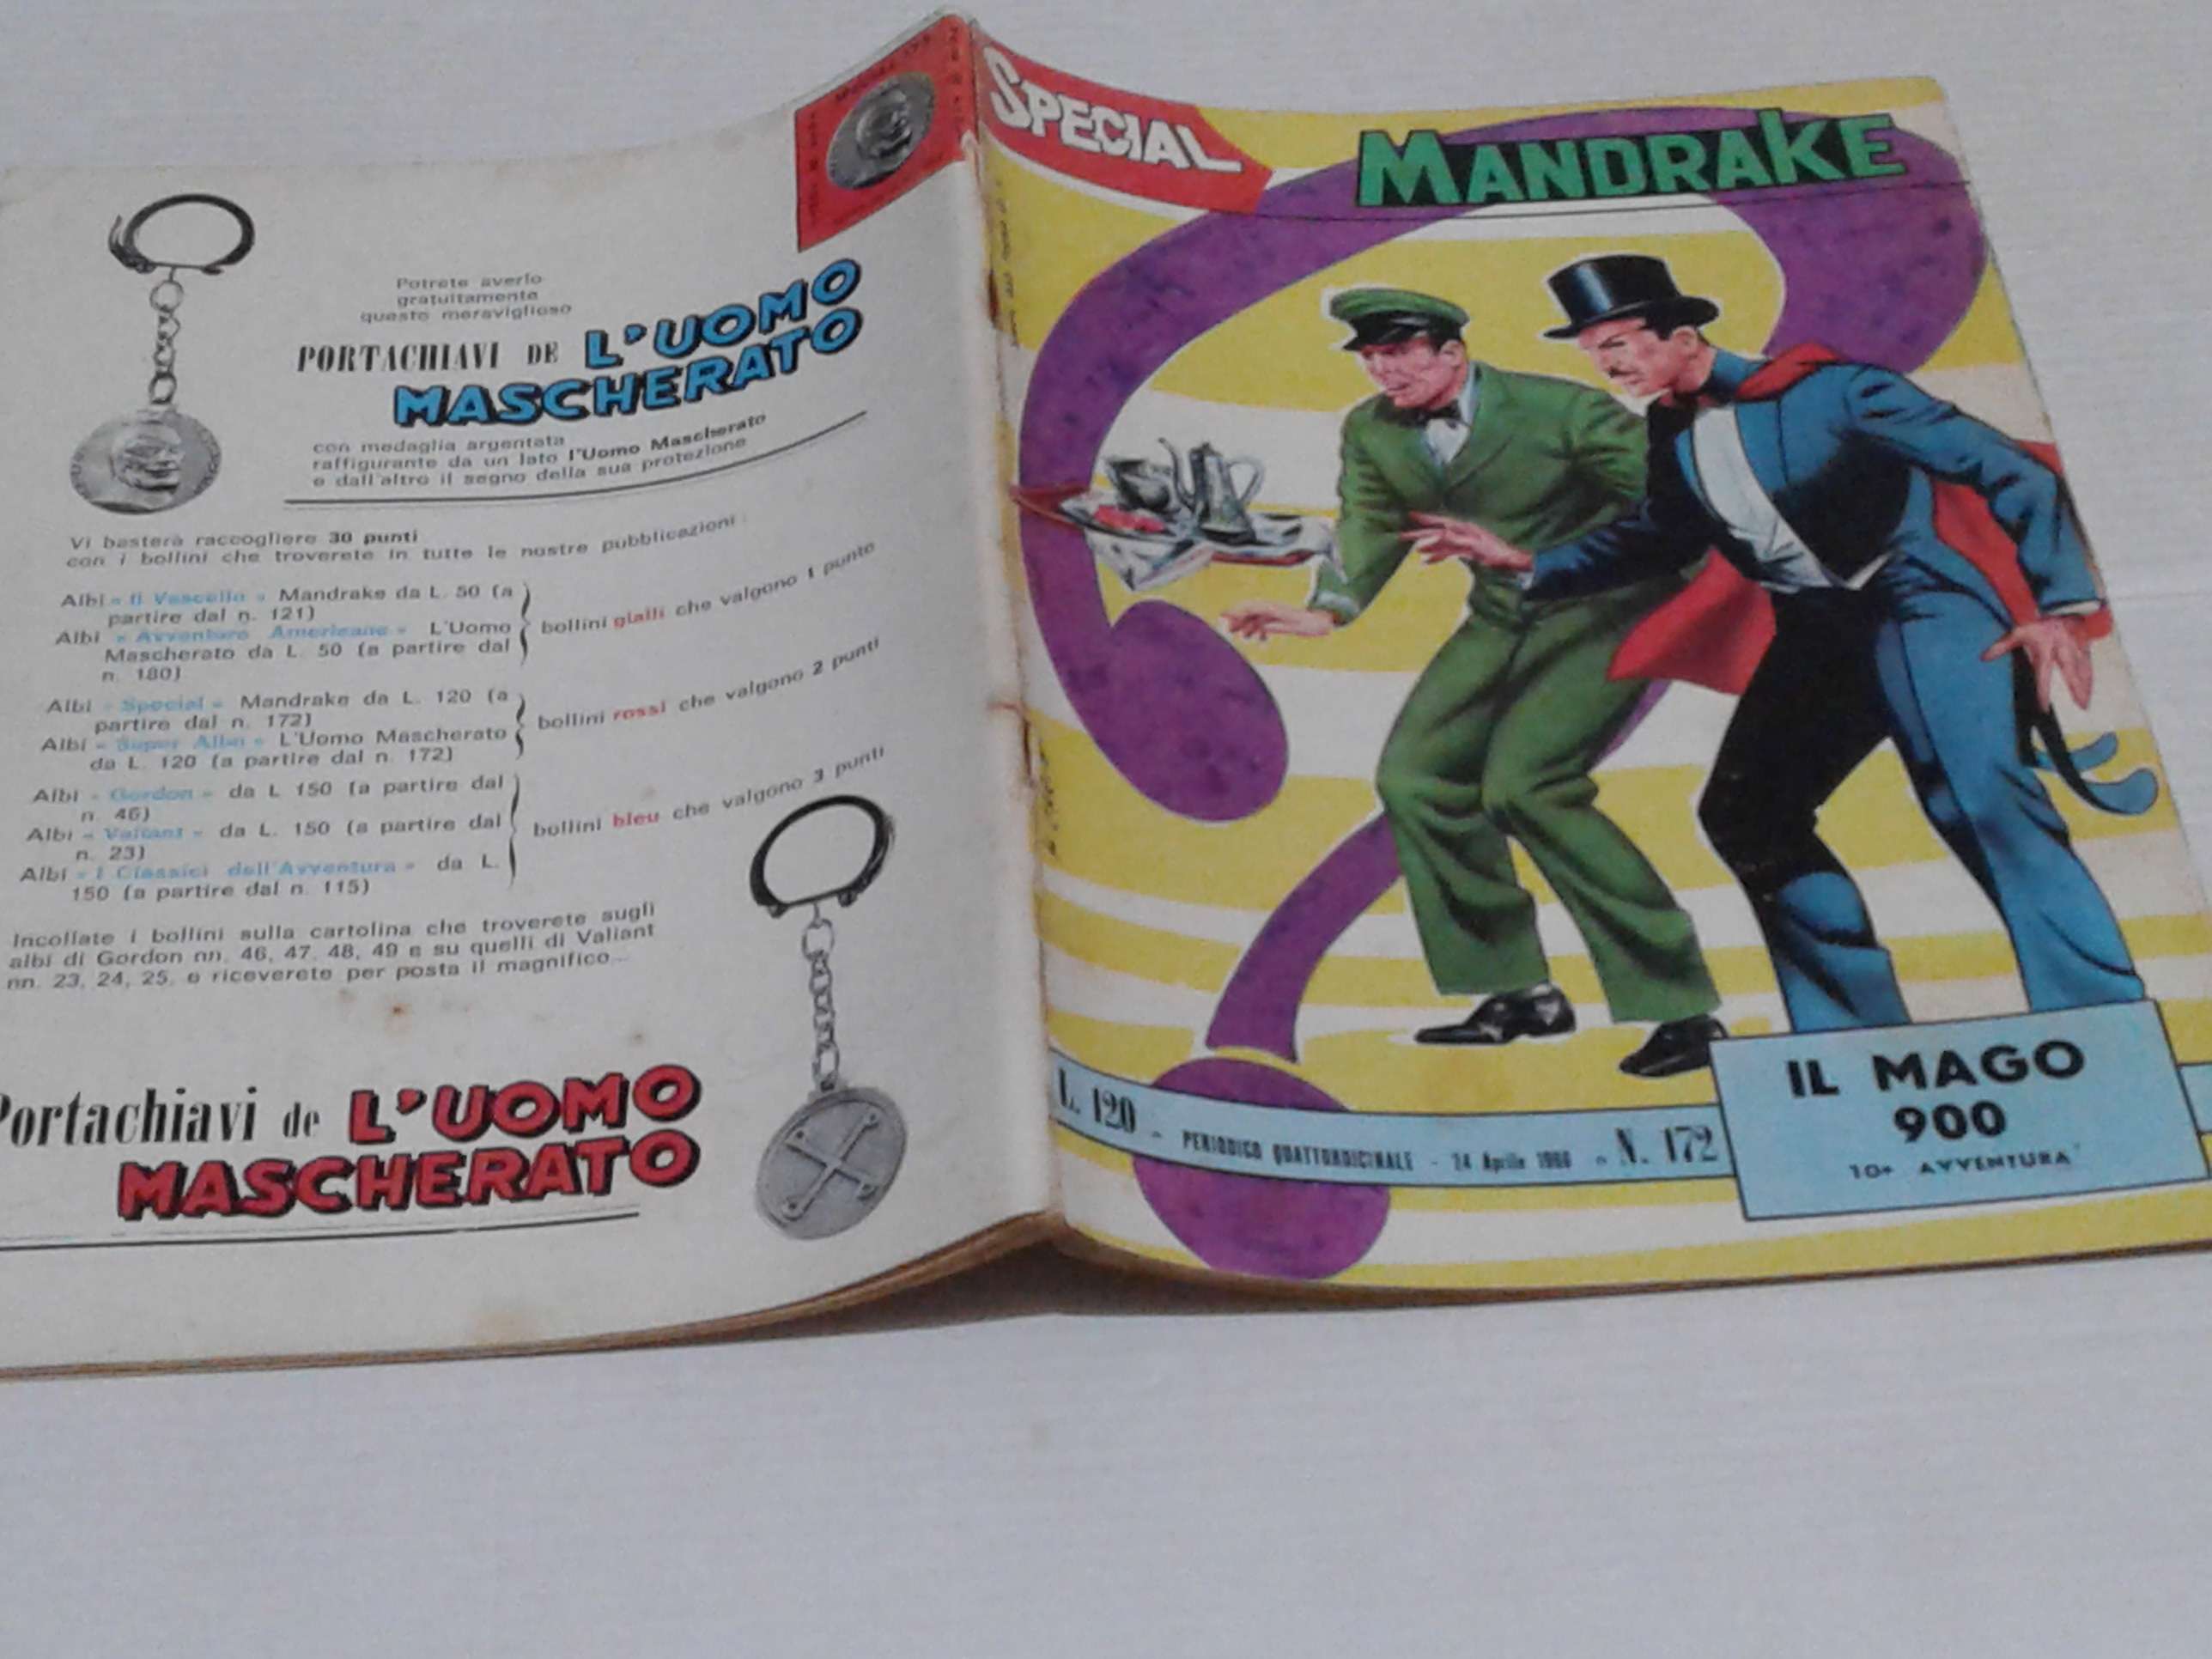 Potrete averlo
gratuitamente
questo meraviglioso
PORTACHIAVI DE L'UOMO
MASCHERATO
con medaglia argentata
raffigurante da un lato l'Uomo Mascherato
e dall'altro il segno della sua protezione
Vi basterà raccogliere 30 punti
con i bollini che troverete in tutte le nostre pubblicazioni:
Albi « Il Vascello » Mandrake da L. 50 (a
partire dal n. 121)
Albi « Avventure Americane » L'Uomo
Mascherato da L. 50 (a partire dal
n. 180)
bollini gialli che valgono 1 punto
Albi « Special » Mandrake da L. 120 (a
partire dal n. 172)
Albi « Super Albo » L'Uomo Mascherato
da L. 120 (a partire dal n. 172)
bollini rossi che valgono 2 punti
Albi « Gordon » da L. 150 (a partire dal
n. 46)
Albi « Valiant » da L. 150 (a partire dal
n. 23)
Albi « I Classici dell'Avventura » da L.
150 (a partire dal n. 115)
bollini bleu che valgono 3 punti
Incollate i bollini sulla cartolina che troverete sugli
albi di Gordon nn. 46, 47, 48, 49 e su quelli di Valiant
nn. 23, 24, 25, e riceverete per posta il magnifico...
Portachiavi de L'UOMO
MASCHERATO
SPECIAL
MANDRAKE
L. 120 - PERIODICO QUATTORDICINALE - 24 Aprile 1966 - N. 172
IL MAGO
900
10ª AVVENTURA